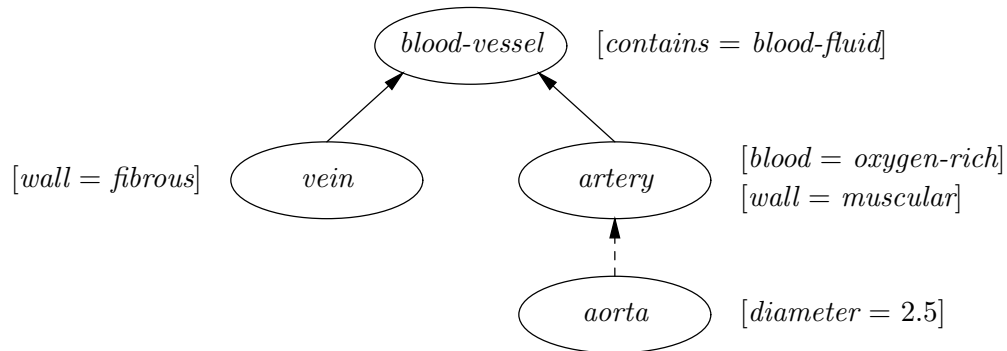 blood-vessel [contains = blood-fluid]
[wall = fibrous] vein artery [blood = oxygen-rich]
[wall = muscular]
aorta [diameter = 2.5]